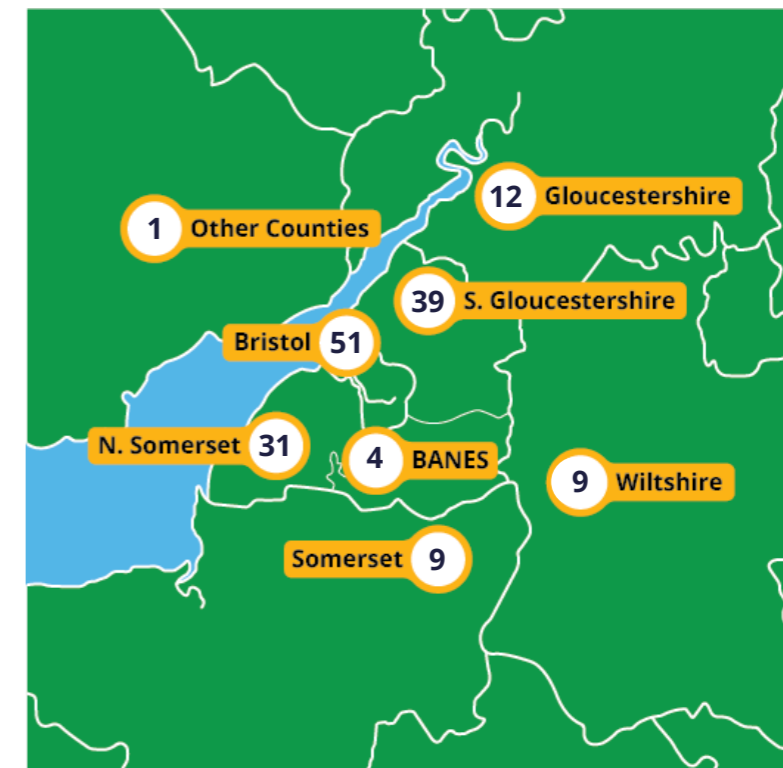 12 Gloucestershire
1 Other Counties
39 S. Gloucestershire
Bristol 51
N. Somerset 31
4 BANES
9 Wiltshire
Somerset 9